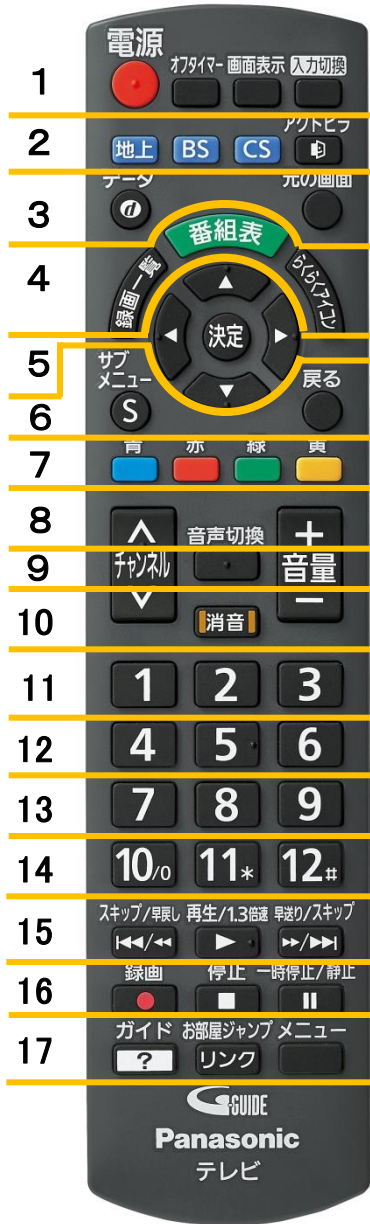 電源
1 オフタイマー 画面表示 入力切換
アクトビラ
2 地上 BS CS
データ 元の画面
3 d
番組表
4 録画一覧 らくらくアイコン
決定
5 サブメニュー 戻る
6 S
青 赤 緑 黄
7
8 音声切換 +
9 チャンネル 音量
10 消音 −
11 1 2 3
12 4 5 6
13 7 8 9
14 10/0 11* 12#
スキップ/早戻し 再生/1.3倍速 早送り/スキップ
15
録画 停止 一時停止/静止
16
ガイド お部屋ジャンプ メニュー
17 ? リンク
G-GUIDE
Panasonic
テレビ